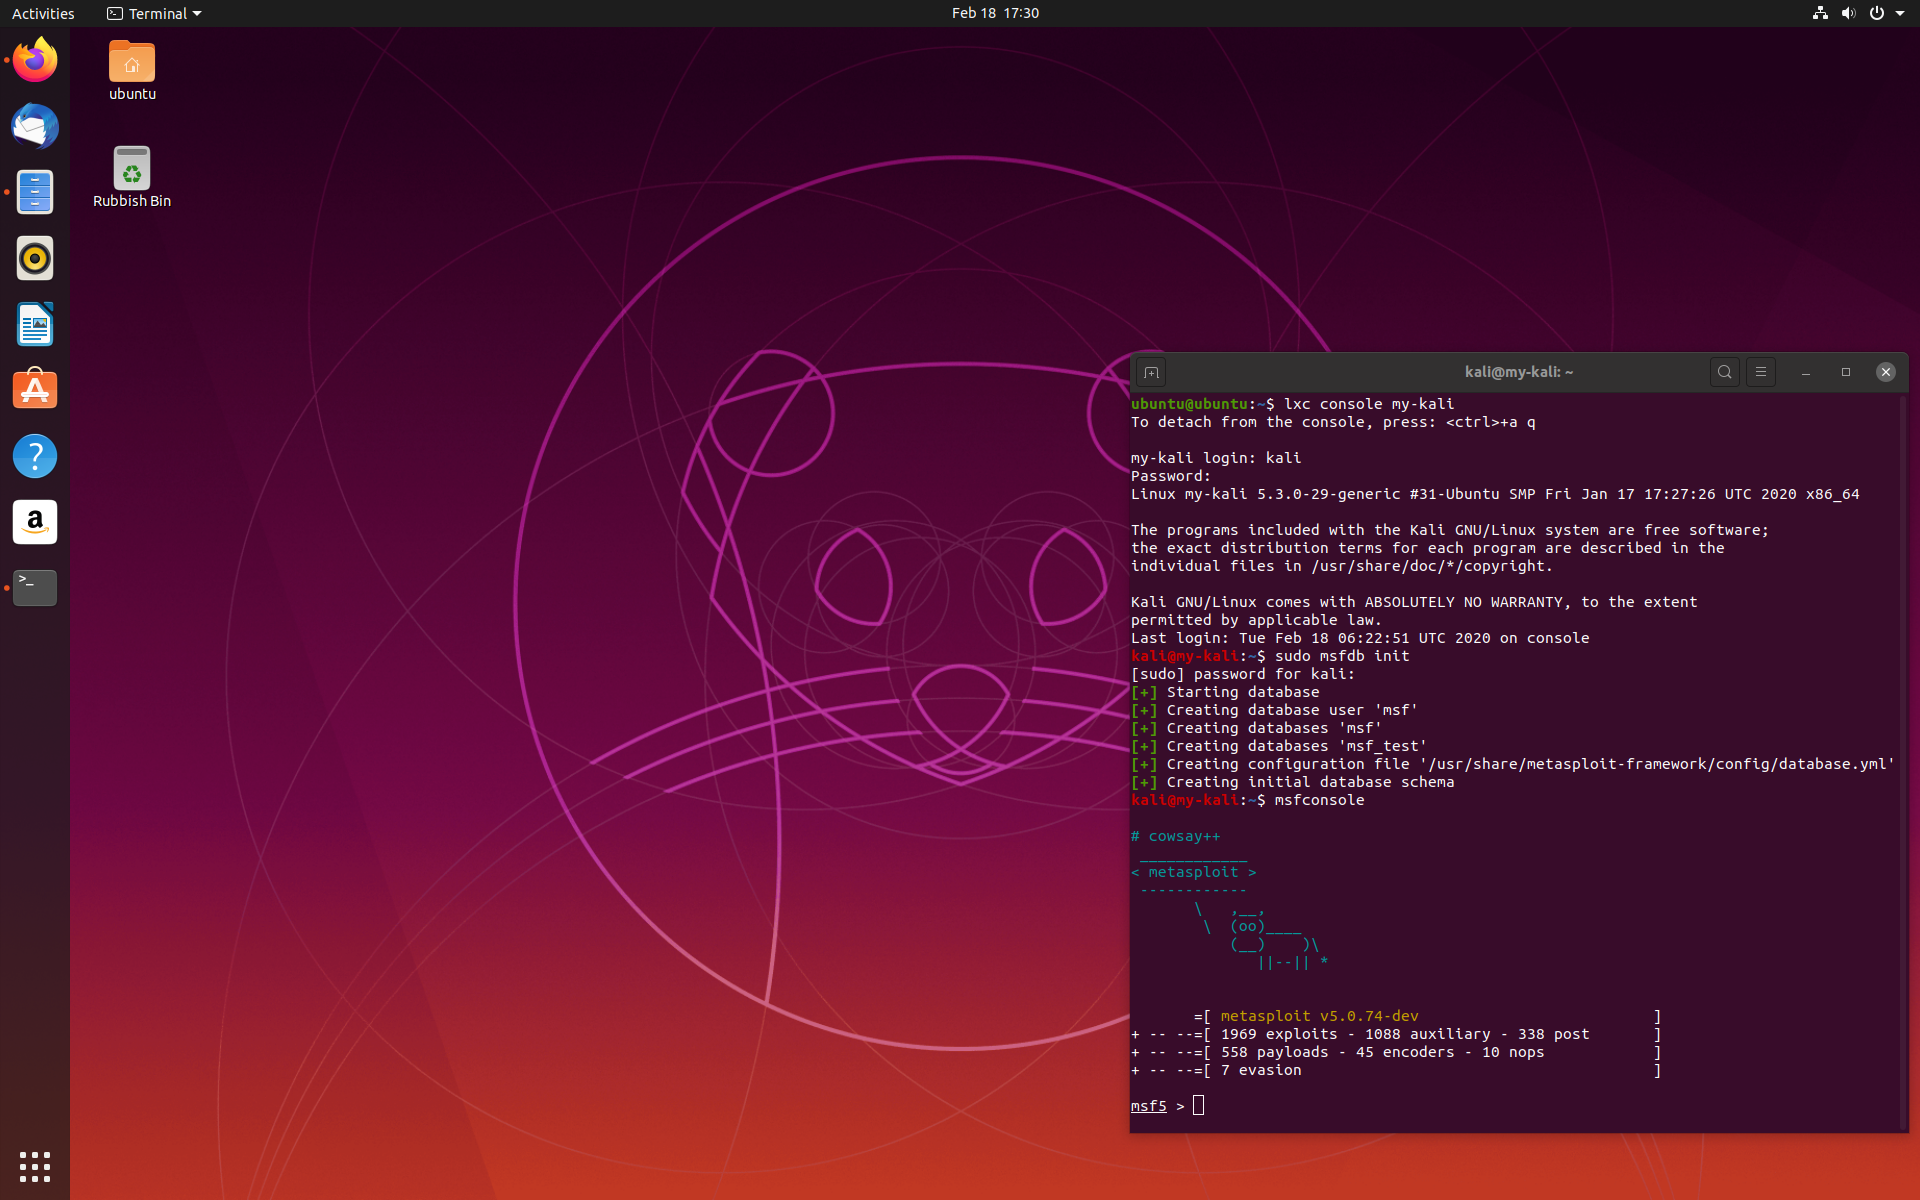 Activities
Terminal
Feb 18 17:30
ubuntu
Rubbish Bin
kali@my-kali: ~
ubuntu@ubuntu:~$ lxc console my-kali
To detach from the console, press: <ctrl>+a q
my-kali login: kali
Password:
Linux my-kali 5.3.0-29-generic #31-Ubuntu SMP Fri Jan 17 17:27:26 UTC 2020 x86_64
The programs included with the Kali GNU/Linux system are free software;
the exact distribution terms for each program are described in the
individual files in /usr/share/doc/*/copyright.
Kali GNU/Linux comes with ABSOLUTELY NO WARRANTY, to the extent
permitted by applicable law.
Last login: Tue Feb 18 06:22:51 UTC 2020 on console
kali@my-kali:~$ sudo msfdb init
[sudo] password for kali:
[+] Starting database
[+] Creating database user 'msf'
[+] Creating databases 'msf'
[+] Creating databases 'msf_test'
[+] Creating configuration file '/usr/share/metasploit-framework/config/database.yml'
[+] Creating initial database schema
kali@my-kali:~$ msfconsole
# cowsay++
 ____________
< metasploit >
 ------------
       \   ,__,
        \  (oo)____
           (__)    )\
              ||--|| *
       =[ metasploit v5.0.74-dev                          ]
+ -- --=[ 1969 exploits - 1088 auxiliary - 338 post       ]
+ -- --=[ 558 payloads - 45 encoders - 10 nops            ]
+ -- --=[ 7 evasion                                       ]
msf5 >